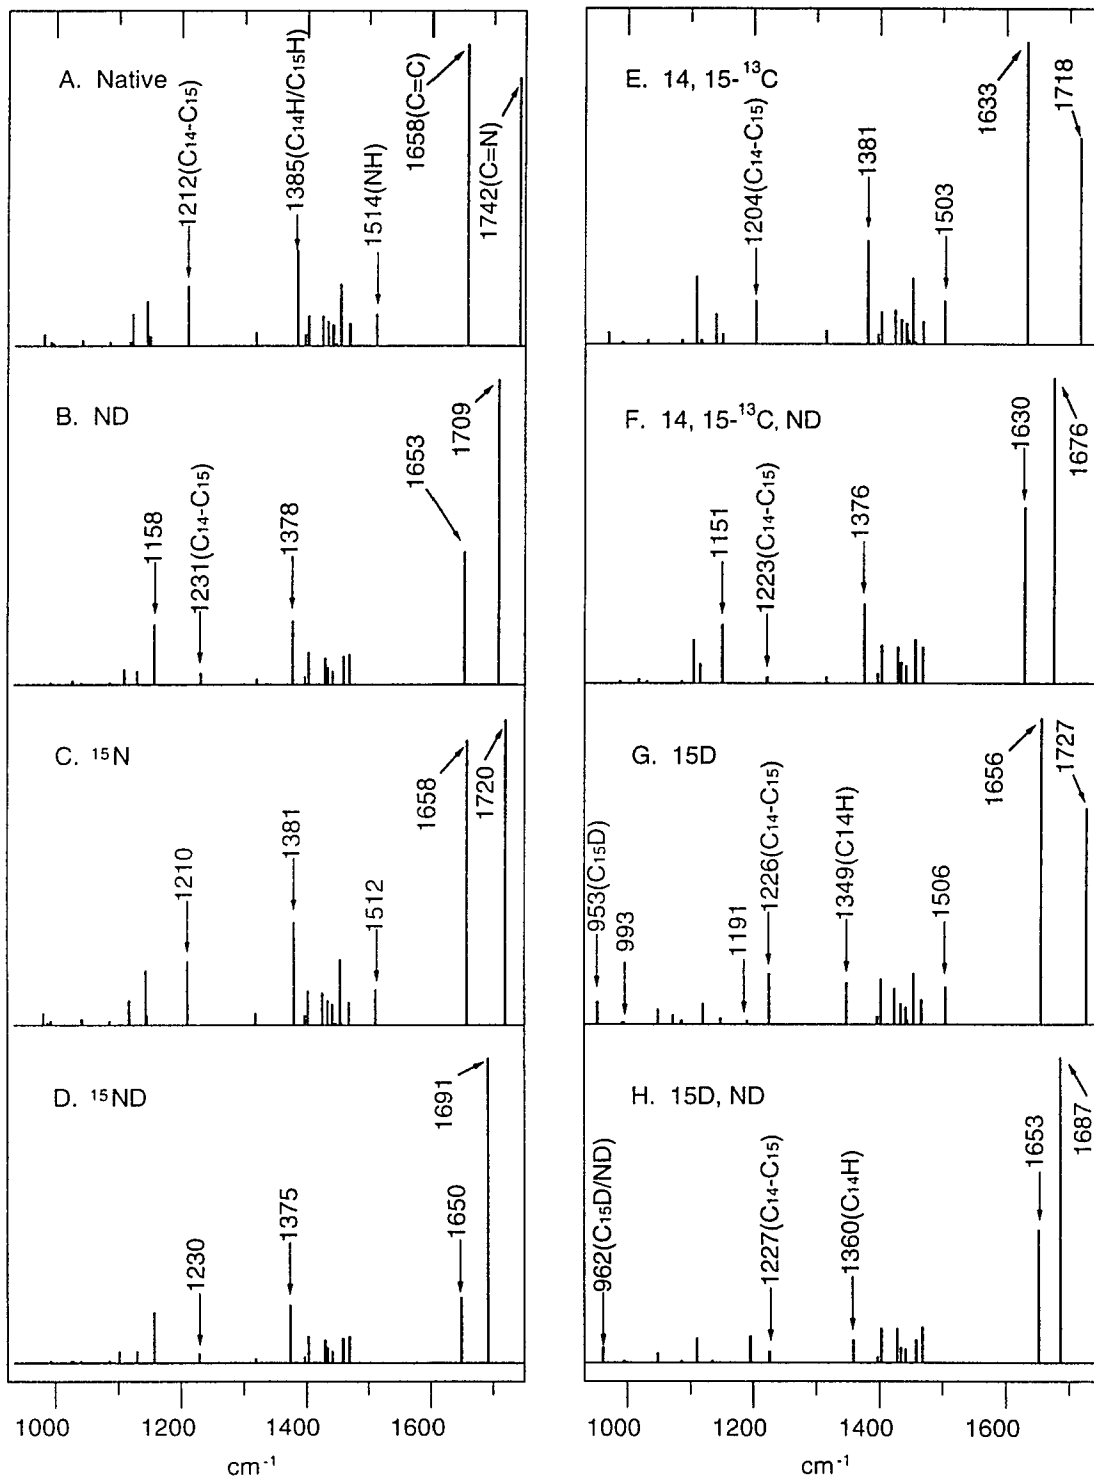 A. Native
1212(C₁₄-C₁₅)
1385(C₁₄H/C₁₅H)
1514(NH)
1658(C=C)
1742(C=N)
B. ND
1158
1231(C₁₄-C₁₅)
1378
1653
1709
C. ¹⁵N
1210
1381
1512
1658
1720
D. ¹⁵ND
1230
1375
1650
1691
1000 1200 1400 1600
cm⁻¹
E. 14, 15-¹³C
1204(C₁₄-C₁₅)
1381
1503
1633
1718
F. 14, 15-¹³C, ND
1151
1223(C₁₄-C₁₅)
1376
1630
1676
G. 15D
953(C₁₅D)
993
1191
1226(C₁₄-C₁₅)
1349(C14H)
1506
1656
1727
H. 15D, ND
962(C₁₅D/ND)
1227(C₁₄-C₁₅)
1360(C₁₄H)
1653
1687
1000 1200 1400 1600
cm⁻¹